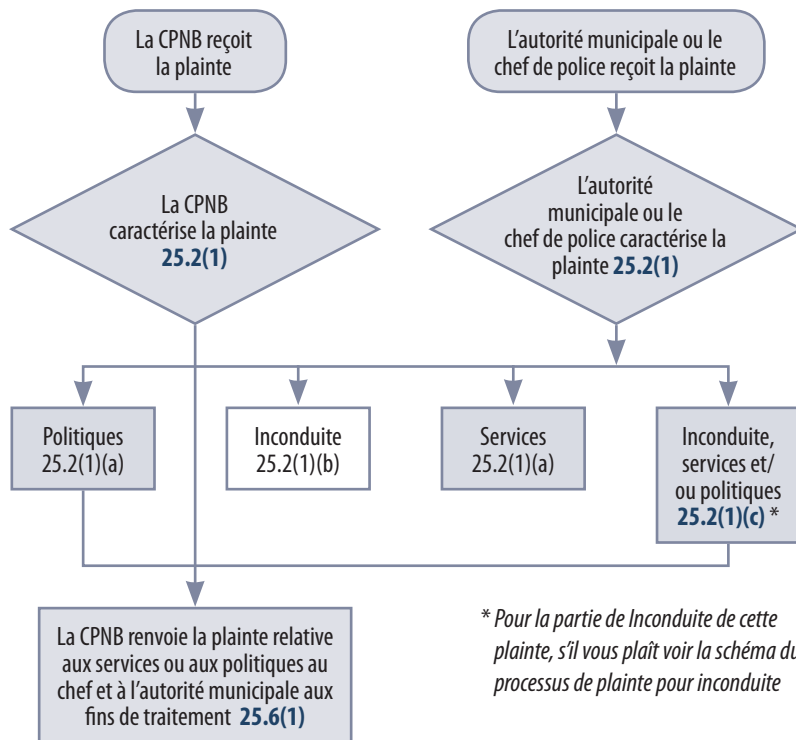 La CPNB reçoit
la plainte
L'autorité municipale ou le
chef de police reçoit la plainte
La CPNB
caractérise la plainte
25.2(1)
L'autorité
municipale ou le
chef de police caractérise la
plainte 25.2(1)
Politiques
25.2(1)(a)
Inconduite
25.2(1)(b)
Services
25.2(1)(a)
Inconduite,
services et/
ou politiques
25.2(1)(c) *
La CPNB renvoie la plainte relative
aux services ou aux politiques au
chef et à l'autorité municipale aux
fins de traitement 25.6(1)
* Pour la partie de Inconduite de cette
plainte, s'il vous plaît voir la schéma du
processus de plainte pour inconduite